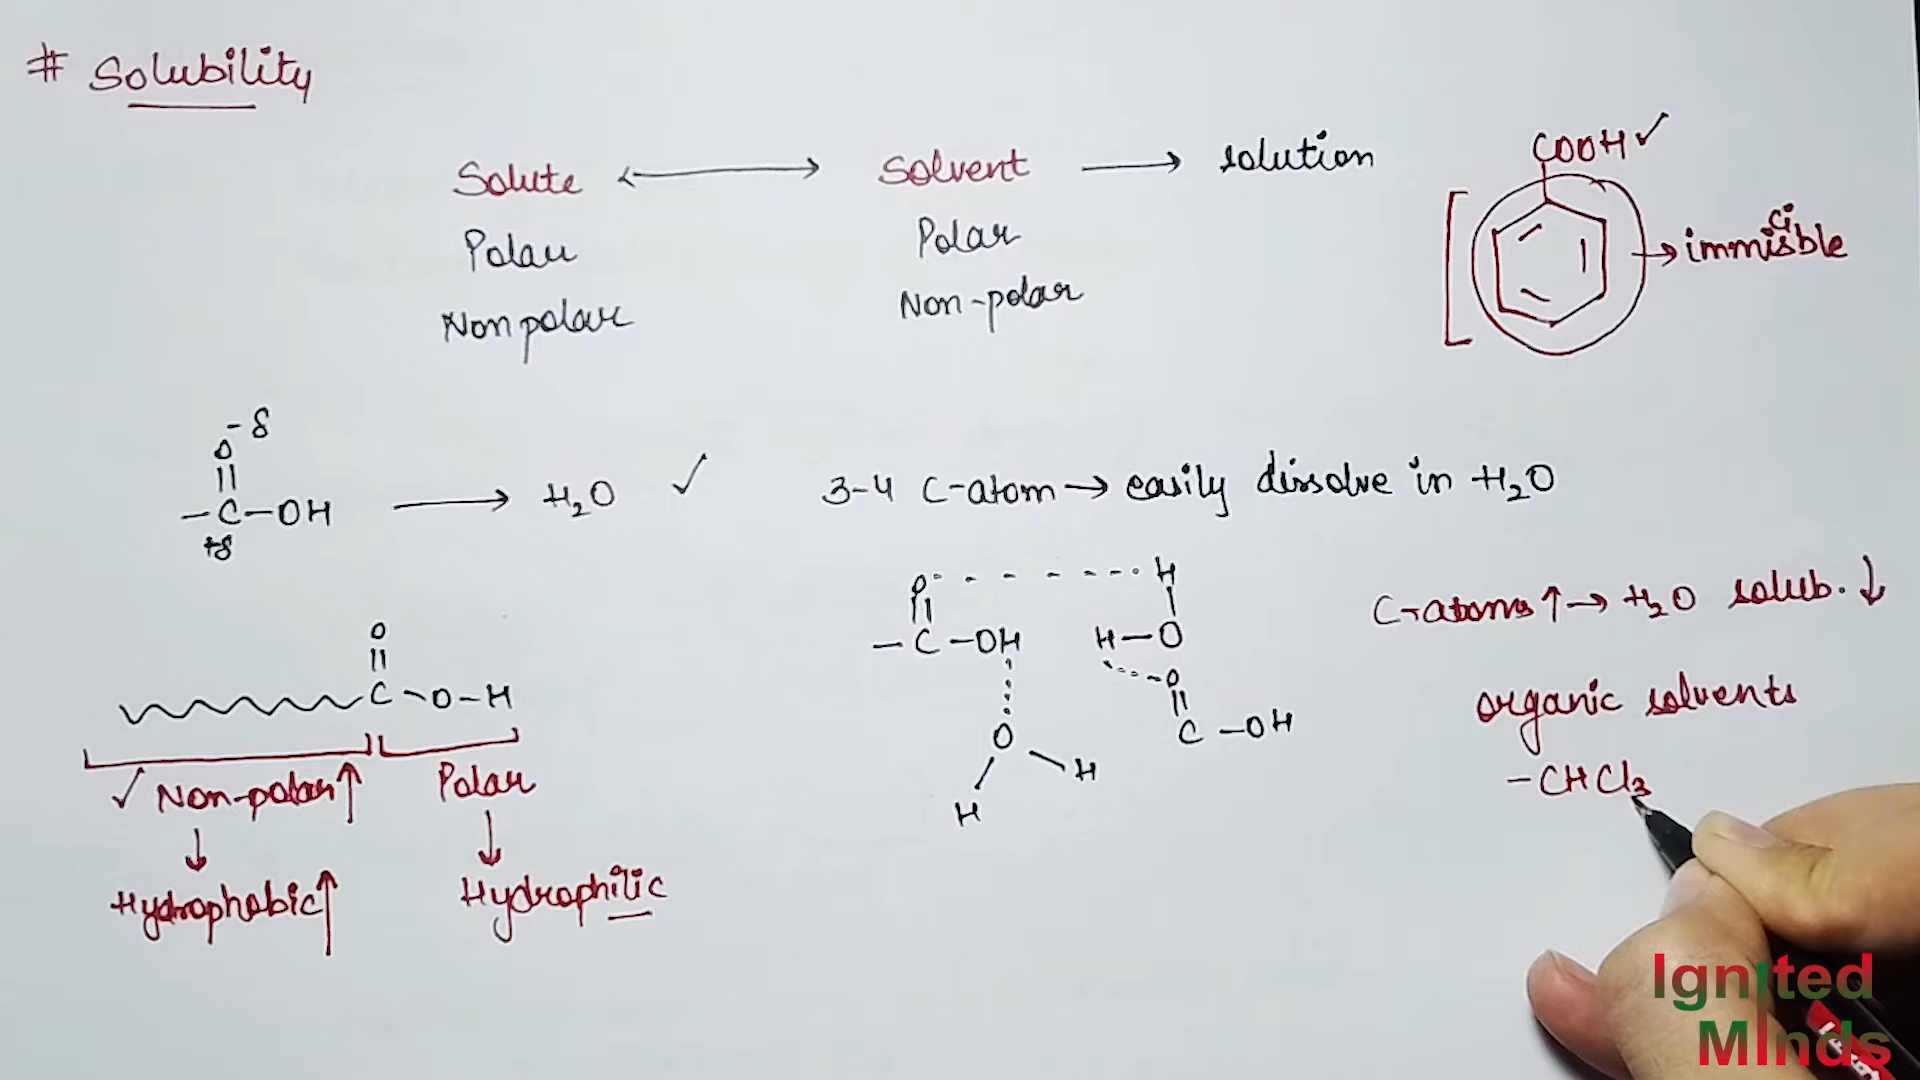 # Solubility
Solute ⟷ Solvent ⟶ solution
Polar Polar
Nonpolar Non-polar
COOH ✓
→ immiscible
O -δ
||
-C-OH ⟶ H₂O ✓
+δ
3-4 C-atom → easily dissolve in H₂O
O - - - - - - H
|| |
-C-OH H-O
O
||
C-OH
O
H H
C-atoms ↑ → H₂O solub. ↓
organic solvents
-CHCl₃
O
||
C-O-H
✓ Non-polar ↑ Polar
↓ ↓
Hydrophobic ↑ Hydrophilic
Ignited
Minds